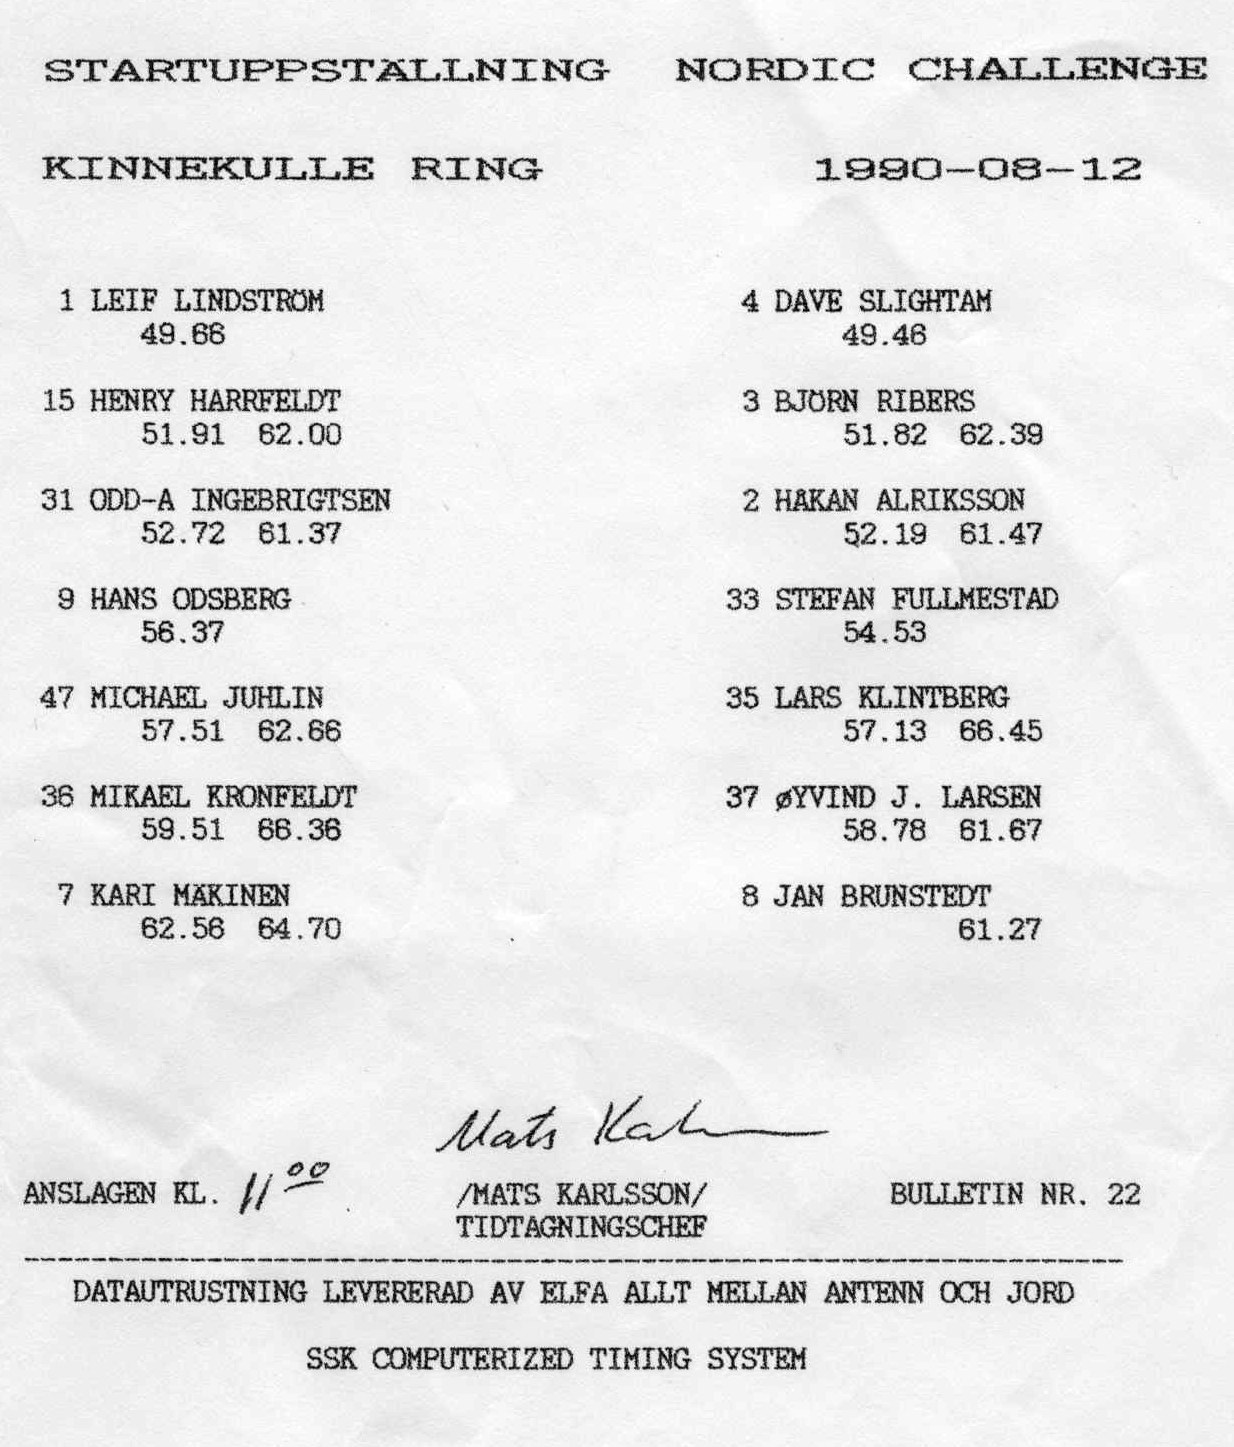 STARTUPPSTÄLLNING NORDIC CHALLENGE
KINNEKULLE RING 1990-08-12
1 LEIF LINDSTRÖM 4 DAVE SLIGHTAM
49.66 49.46
15 HENRY HARRFELDT 3 BJÖRN RIBERS
51.91 62.00 51.82 62.39
31 ODD-A INGEBRIGTSEN 2 HÅKAN ALRIKSSON
52.72 61.37 52.19 61.47
9 HANS ODSBERG 33 STEFAN FULLMESTAD
56.37 54.53
47 MICHAEL JUHLIN 35 LARS KLINTBERG
57.51 62.66 57.13 66.45
36 MIKAEL KRONFELDT 37 ØYVIND J. LARSEN
59.51 66.36 58.78 61.67
7 KARI MÄKINEN 8 JAN BRUNSTEDT
62.56 64.70 61.27
Mats Ka
ANSLAGEN KL. 11 00 /MATS KARLSSON/ BULLETIN NR. 22
TIDTAGNINGSCHEF
DATAUTRUSTNING LEVERERAD AV ELFA ALLT MELLAN ANTENN OCH JORD
SSK COMPUTERIZED TIMING SYSTEM